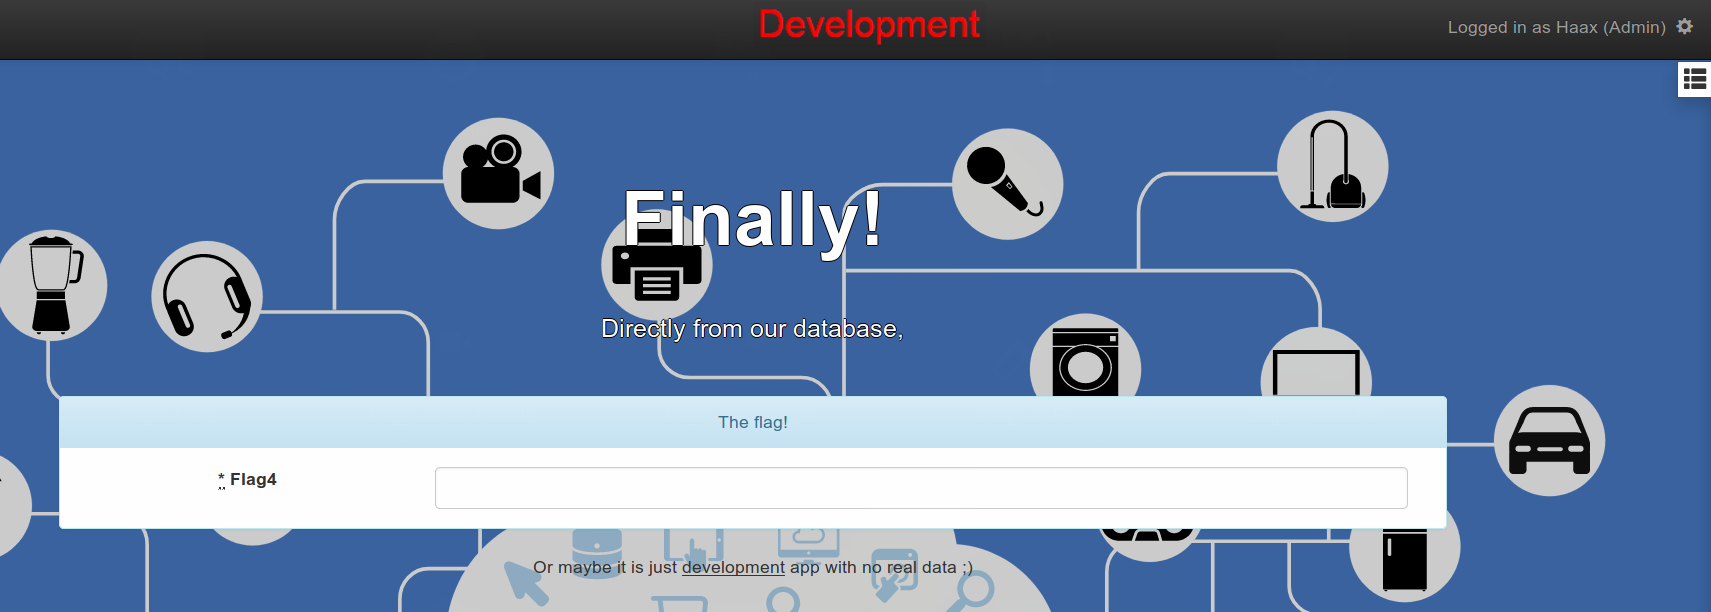 Development
Logged in as Haax (Admin)
Finally!
Directly from our database,
The flag!
* Flag4
Or maybe it is just development app with no real data ;)